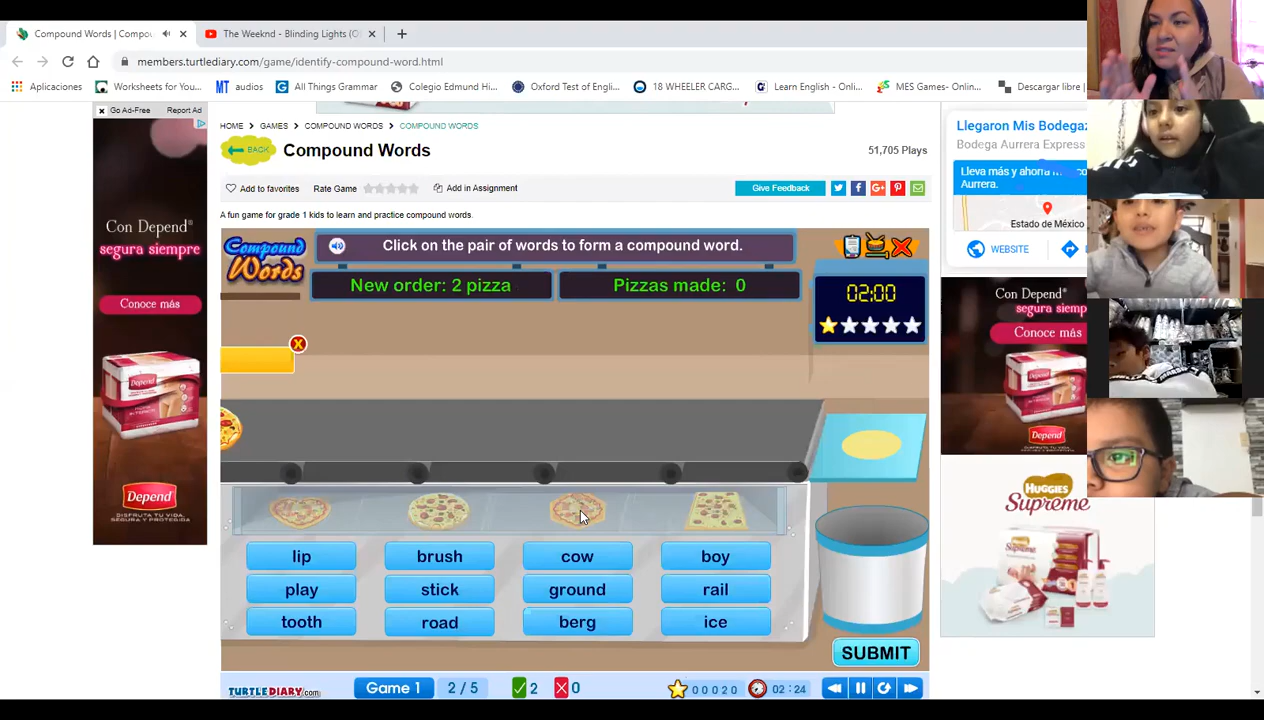 Compound Words | Compou
The Weeknd - Blinding Lights (O
members.turtlediary.com/game/identify-compound-word.html
Aplicaciones
Worksheets for You...
MT audios
All Things Grammar
Colegio Edmund Hi...
Oxford Test of Engli...
18 WHEELER CARG...
Learn English - Onli...
MES Games- Onlin...
Descargar libre |
Go Ad-Free
Report Ad
HOME GAMES COMPOUND WORDS COMPOUND WORDS
BACK
Compound Words
51,705 Plays
Add to favorites
Rate Game
Add in Assignment
Give Feedback
A fun game for grade 1 kids to learn and practice compound words.
Con Depend®
segura siempre
Conoce más
Depend
DISFRUTA TU VIDA,
SEGURA Y PROTEGIDA
Compound
Words
Click on the pair of words to form a compound word.
New order: 2 pizza
Pizzas made: 0
02:00
X
lip
brush
cow
boy
play
stick
ground
rail
tooth
road
berg
ice
SUBMIT
TURTLEDIARY.com
Game 1
2 / 5
2
0
00020
02:24
Llegaron Mis Bodegaz
Bodega Aurrera Express
Lleva más y ahorra m
Aurrera.
Estado de México
WEBSITE
Con Depend®
segura siemp
Conoce más
Depend
HUGGIES
Supreme